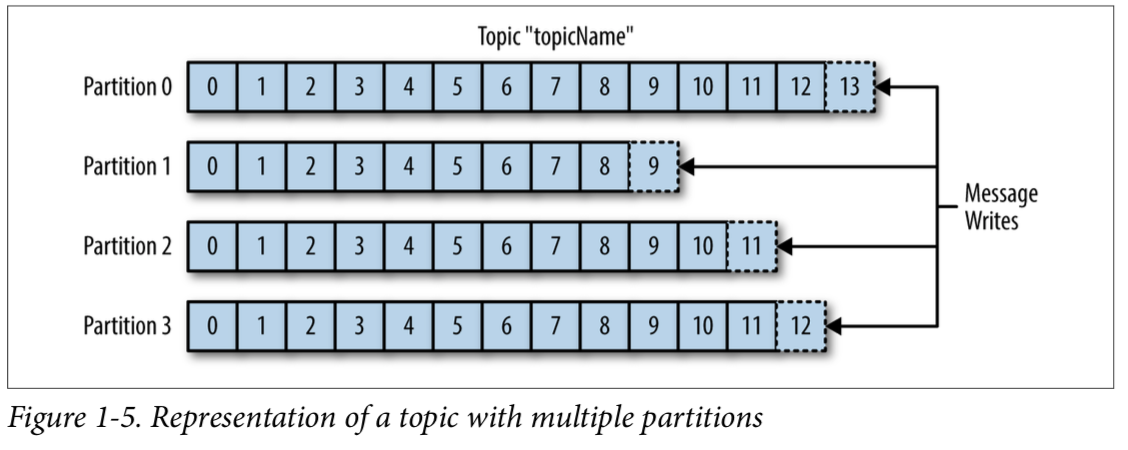 Topic "topicName"
Partition 0 0 1 2 3 4 5 6 7 8 9 10 11 12 13
Partition 1 0 1 2 3 4 5 6 7 8 9
Partition 2 0 1 2 3 4 5 6 7 8 9 10 11
Partition 3 0 1 2 3 4 5 6 7 8 9 10 11 12
Message
Writes
Figure 1-5. Representation of a topic with multiple partitions